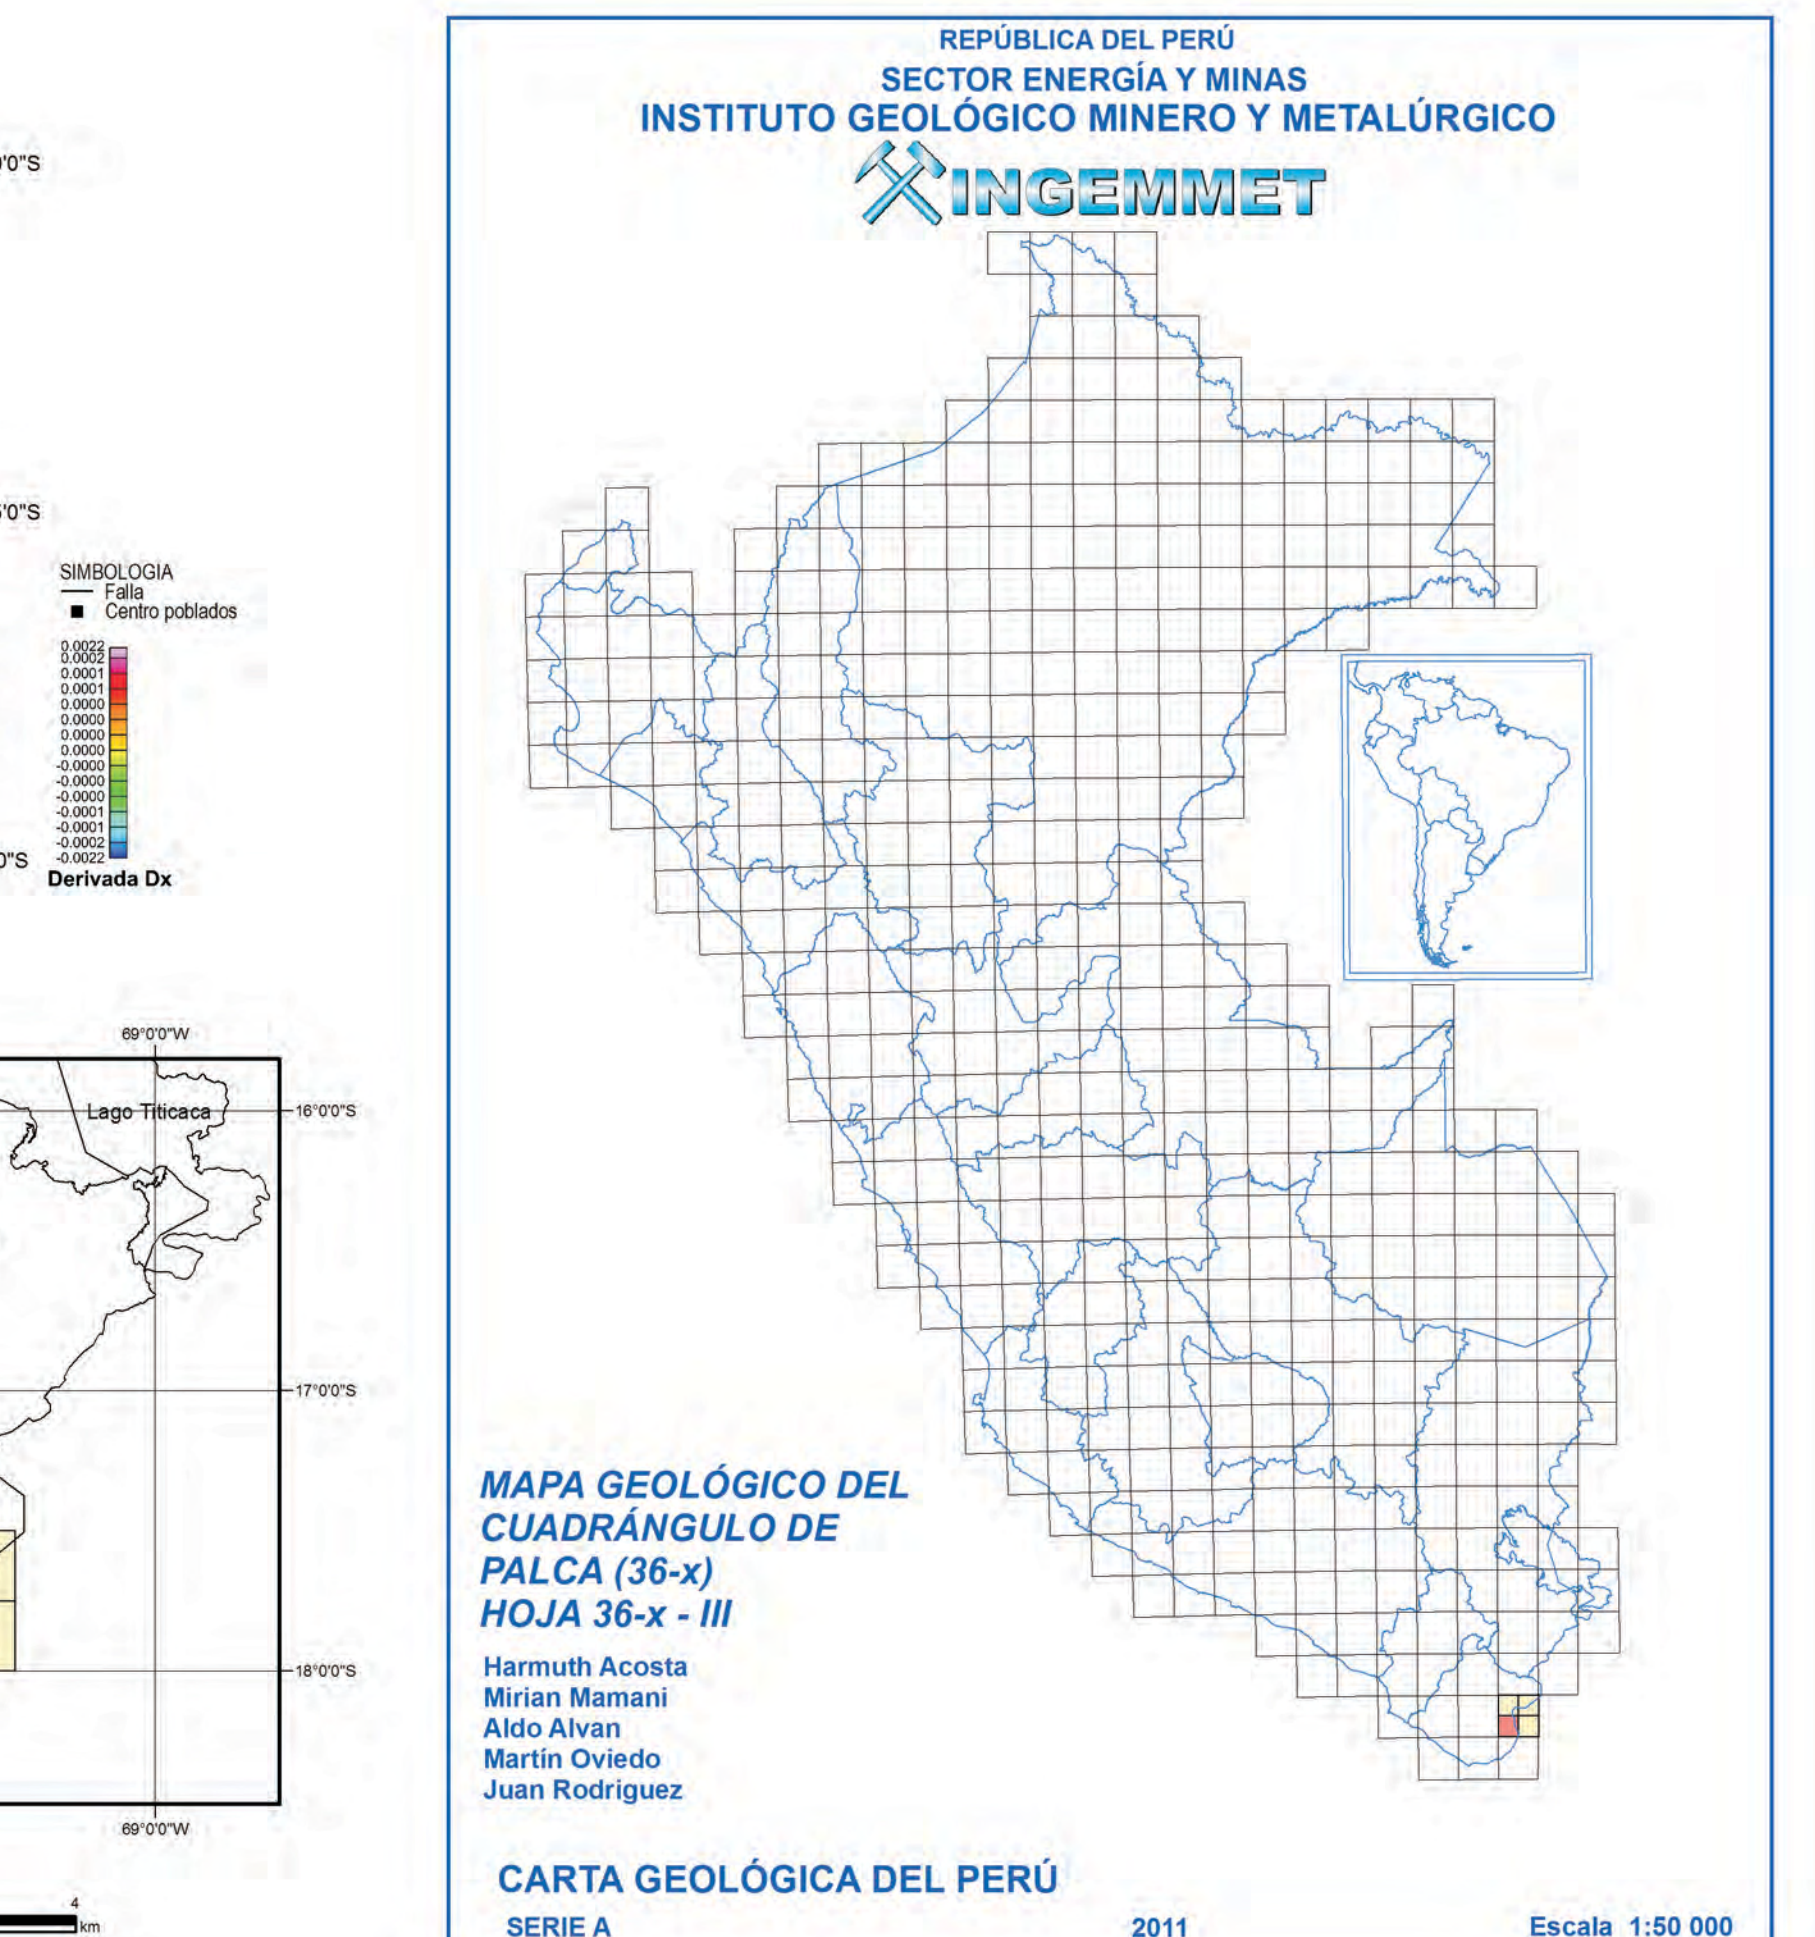 REPÚBLICA DEL PERÚ
SECTOR ENERGÍA Y MINAS
INSTITUTO GEOLÓGICO MINERO Y METALÚRGICO
INGEMMET
0'0"S
5'0"S
0"S
SIMBOLOGIA
Falla
Centro poblados
0.0022
0.0002
0.0001
0.0001
0.0000
0.0000
0.0000
-0.0000
-0.0000
-0.0000
-0.0001
-0.0001
-0.0002
-0.0022
Derivada Dx
69°0'0"W
Lago Titicaca
16°0'0"S
17°0'0"S
18°0'0"S
69°0'0"W
4
km
MAPA GEOLÓGICO DEL
CUADRÁNGULO DE
PALCA (36-x)
HOJA 36-x - III
Harmuth Acosta
Mirian Mamani
Aldo Alvan
Martín Oviedo
Juan Rodriguez
CARTA GEOLÓGICA DEL PERÚ
SERIE A 2011 Escala 1:50 000